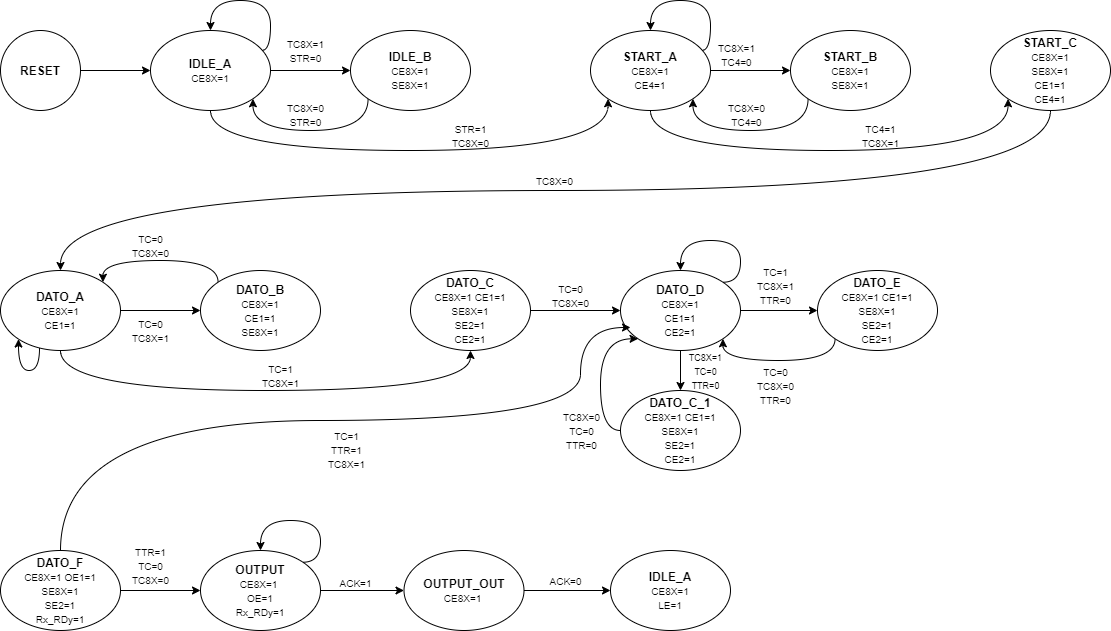 RESET
IDLE_A
CE8X=1
TC8X=1
STR=0
IDLE_B
CE8X=1
SE8X=1
TC8X=0
STR=0
STR=1
TC8X=0
START_A
CE8X=1
CE4=1
TC8X=1
TC4=0
START_B
CE8X=1
SE8X=1
TC8X=0
TC4=0
TC4=1
TC8X=1
START_C
CE8X=1
SE8X=1
CE1=1
CE4=1
TC8X=0
DATO_A
CE8X=1
CE1=1
TC=0
TC8X=0
TC=0
TC8X=1
DATO_B
CE8X=1
CE1=1
SE8X=1
TC=1
TC8X=1
DATO_C
CE8X=1 CE1=1
SE8X=1
SE2=1
CE2=1
TC=0
TC8X=0
DATO_D
CE8X=1
CE1=1
CE2=1
TC=1
TC8X=1
TTR=0
DATO_E
CE8X=1 CE1=1
SE8X=1
SE2=1
CE2=1
TC=0
TC8X=0
TTR=0
TC8X=1
TC=0
TTR=0
DATO_C_1
CE8X=1 CE1=1
SE8X=1
SE2=1
CE2=1
TC8X=0
TC=0
TTR=0
TC=1
TTR=1
TC8X=1
DATO_F
CE8X=1 OE1=1
SE8X=1
SE2=1
Rx_RDy=1
TTR=1
TC=0
TC8X=0
OUTPUT
CE8X=1
OE=1
Rx_RDy=1
ACK=1
OUTPUT_OUT
CE8X=1
ACK=0
IDLE_A
CE8X=1
LE=1